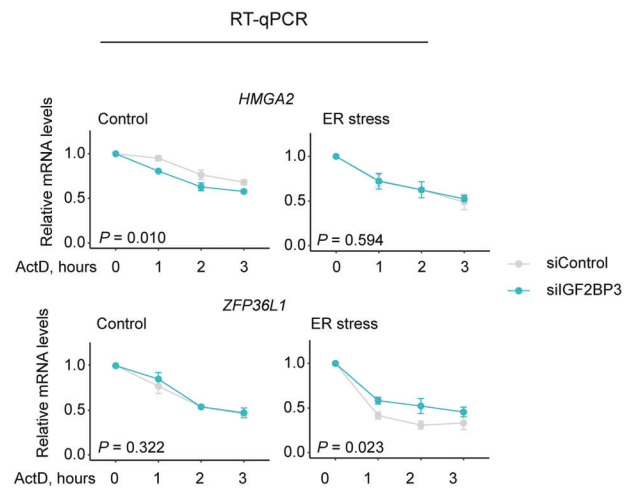 RT-qPCR
HMGA2
Control
ER stress
Relative mRNA levels
1.0
0.5
0.0
P = 0.010
1.0
0.5
0.0
P = 0.594
ActD, hours 0 1 2 3 0 1 2 3
siControl
siIGF2BP3
ZFP36L1
Control
ER stress
Relative mRNA levels
1.0
0.5
0.0
P = 0.322
1.0
0.5
0.0
P = 0.023
ActD, hours 0 1 2 3 0 1 2 3